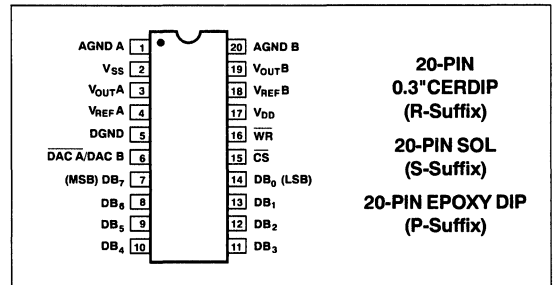 AGND A 1 20 AGND B
VSS 2 19 VOUTB
VOUTA 3 18 VREFB
VREFA 4 17 VDD
DGND 5 16 WR
DAC A/DAC B 6 15 CS
(MSB) DB7 7 14 DB0 (LSB)
DB6 8 13 DB1
DB5 9 12 DB2
DB4 10 11 DB3
20-PIN
0.3"CERDIP
(R-Suffix)
20-PIN SOL
(S-Suffix)
20-PIN EPOXY DIP
(P-Suffix)